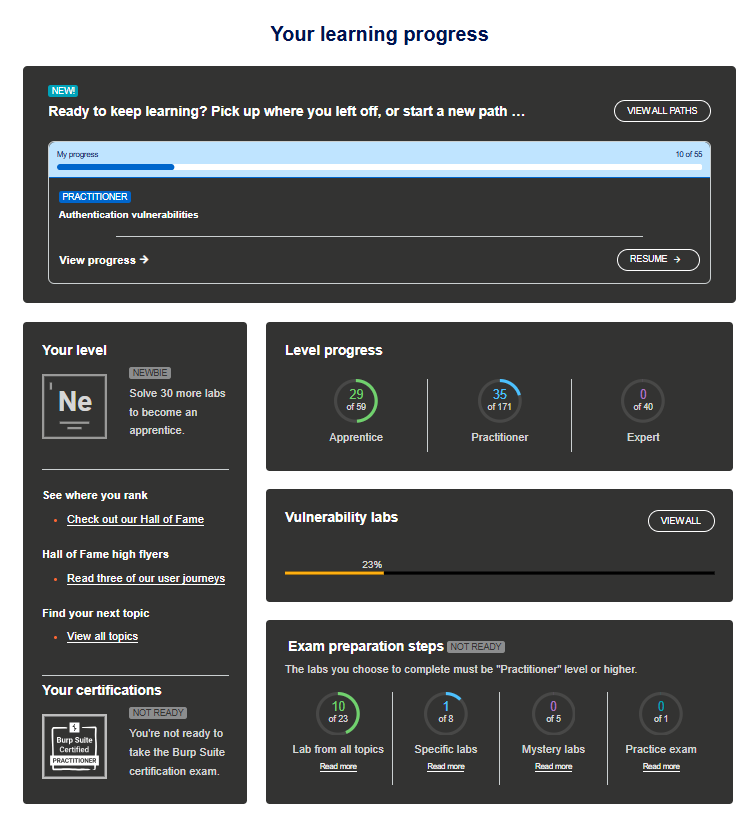 Your learning progress
NEW!
Ready to keep learning? Pick up where you left off, or start a new path ...
VIEW ALL PATHS
My progress
10 of 55
PRACTITIONER
Authentication vulnerabilities
View progress →
RESUME →
Your level
Ne
NEWBIE
Solve 30 more labs
to become an
apprentice.
See where you rank
• Check out our Hall of Fame
Hall of Fame high flyers
• Read three of our user journeys
Find your next topic
• View all topics
Your certifications
Burp Suite
Certified
PRACTITIONER
NOT READY
You're not ready to
take the Burp Suite
certification exam.
Level progress
29
of 59
Apprentice
35
of 171
Practitioner
0
of 40
Expert
Vulnerability labs
VIEW ALL
23%
Exam preparation steps NOT READY
The labs you choose to complete must be "Practitioner" level or higher.
10
of 23
Lab from all topics
Read more
1
of 8
Specific labs
Read more
0
of 5
Mystery labs
Read more
0
of 1
Practice exam
Read more